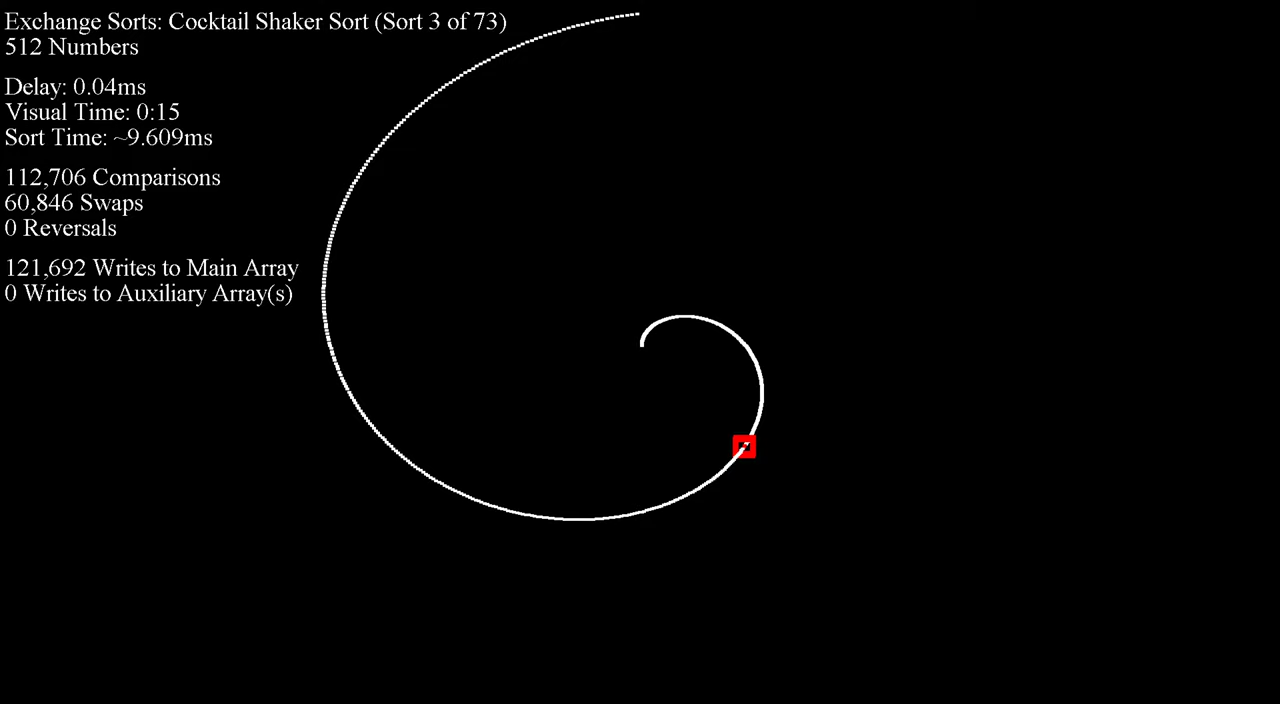 Exchange Sorts: Cocktail Shaker Sort (Sort 3 of 73)
512 Numbers
Delay: 0.04ms
Visual Time: 0:15
Sort Time: ~9.609ms
112,706 Comparisons
60,846 Swaps
0 Reversals
121,692 Writes to Main Array
0 Writes to Auxiliary Array(s)